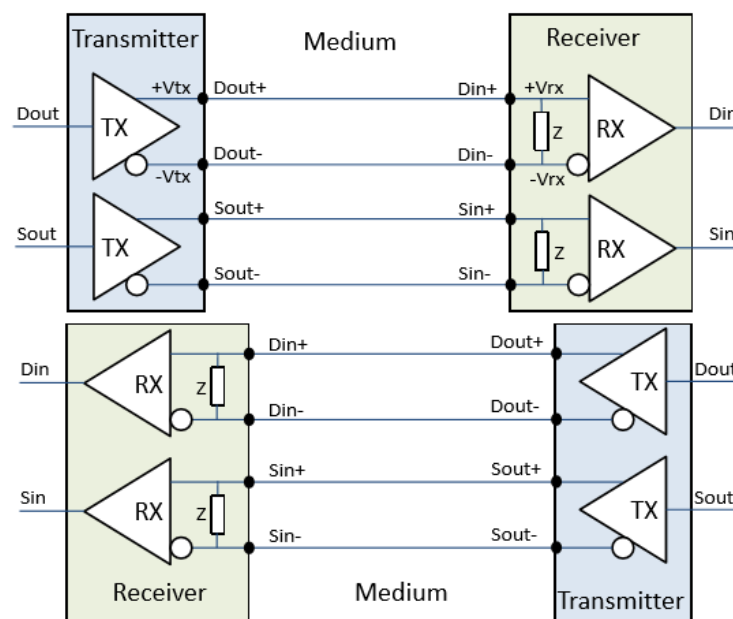 Transmitter
Medium
Receiver
+Vtx
Dout+
Din+
+Vrx
Dout
TX
Z
RX
Din
-Vtx
Dout-
Din-
-Vrx
Sout+
Sin+
Sout
TX
Z
RX
Sin
Sout-
Sin-
Din+
Dout+
Din
RX
Z
TX
Dout
Din-
Dout-
Sin+
Sout+
Sin
RX
Z
TX
Sout
Sin-
Sout-
Receiver
Medium
Transmitter